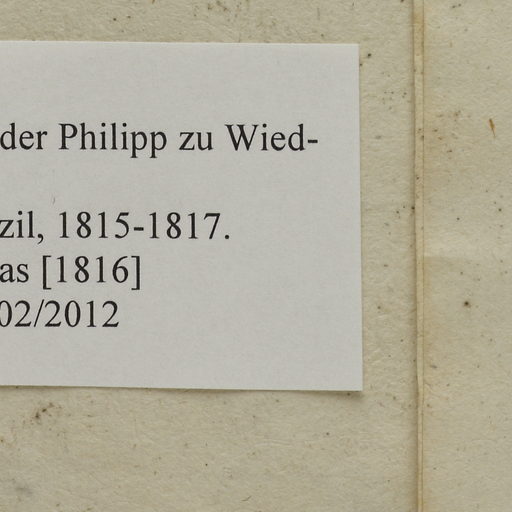 der Philipp zu Wied-
zil, 1815-1817.
as [1816]
02/2012